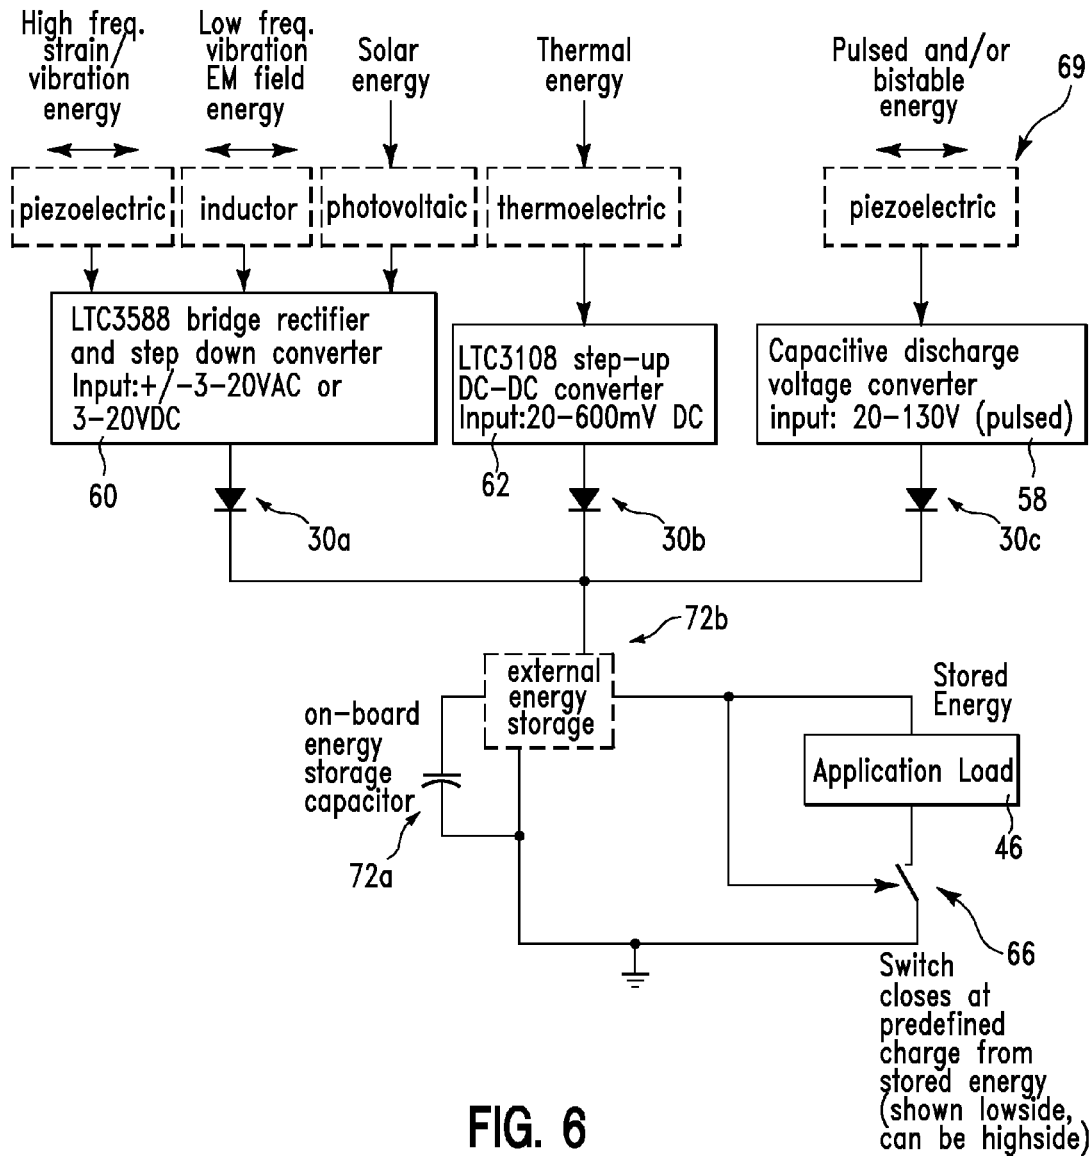 High freq.
strain/
vibration
energy
Low freq.
vibration
EM field
energy
Solar
energy
Thermal
energy
Pulsed and/or
bistable
energy
69
piezoelectric
inductor
photovoltaic
thermoelectric
piezoelectric
LTC3588 bridge rectifier
and step down converter
Input:+/-3-20VAC or
3-20VDC
LTC3108 step-up
DC-DC converter
Input:20-600mV DC
Capacitive discharge
voltage converter
input: 20-130V (pulsed)
60
62
58
30a
30b
30c
72b
external
energy
storage
on-board
energy
storage
capacitor
72a
Stored
Energy
Application Load
46
66
Switch
closes at
predefined
charge from
stored energy
(shown lowside,
can be highside)
FIG. 6